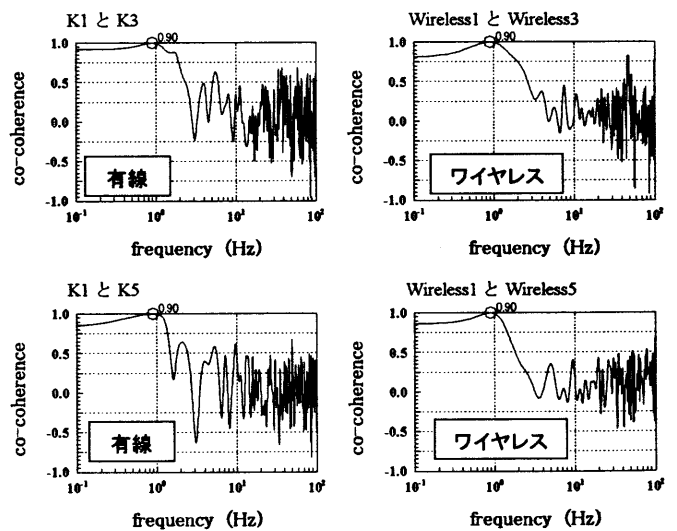 K1 と K3
0.90
co-coherence
1.0
0.5
0.0
-0.5
-1.0
有線
10⁻¹ 10⁰ 10¹ 10²
frequency (Hz)
Wireless1 と Wireless3
0.90
co-coherence
1.0
0.5
0.0
-0.5
-1.0
ワイヤレス
10⁻¹ 10⁰ 10¹ 10²
frequency (Hz)
K1 と K5
0.90
co-coherence
1.0
0.5
0.0
-0.5
-1.0
有線
10⁻¹ 10⁰ 10¹ 10²
frequency (Hz)
Wireless1 と Wireless5
0.90
co-coherence
1.0
0.5
0.0
-0.5
-1.0
ワイヤレス
10⁻¹ 10⁰ 10¹ 10²
frequency (Hz)